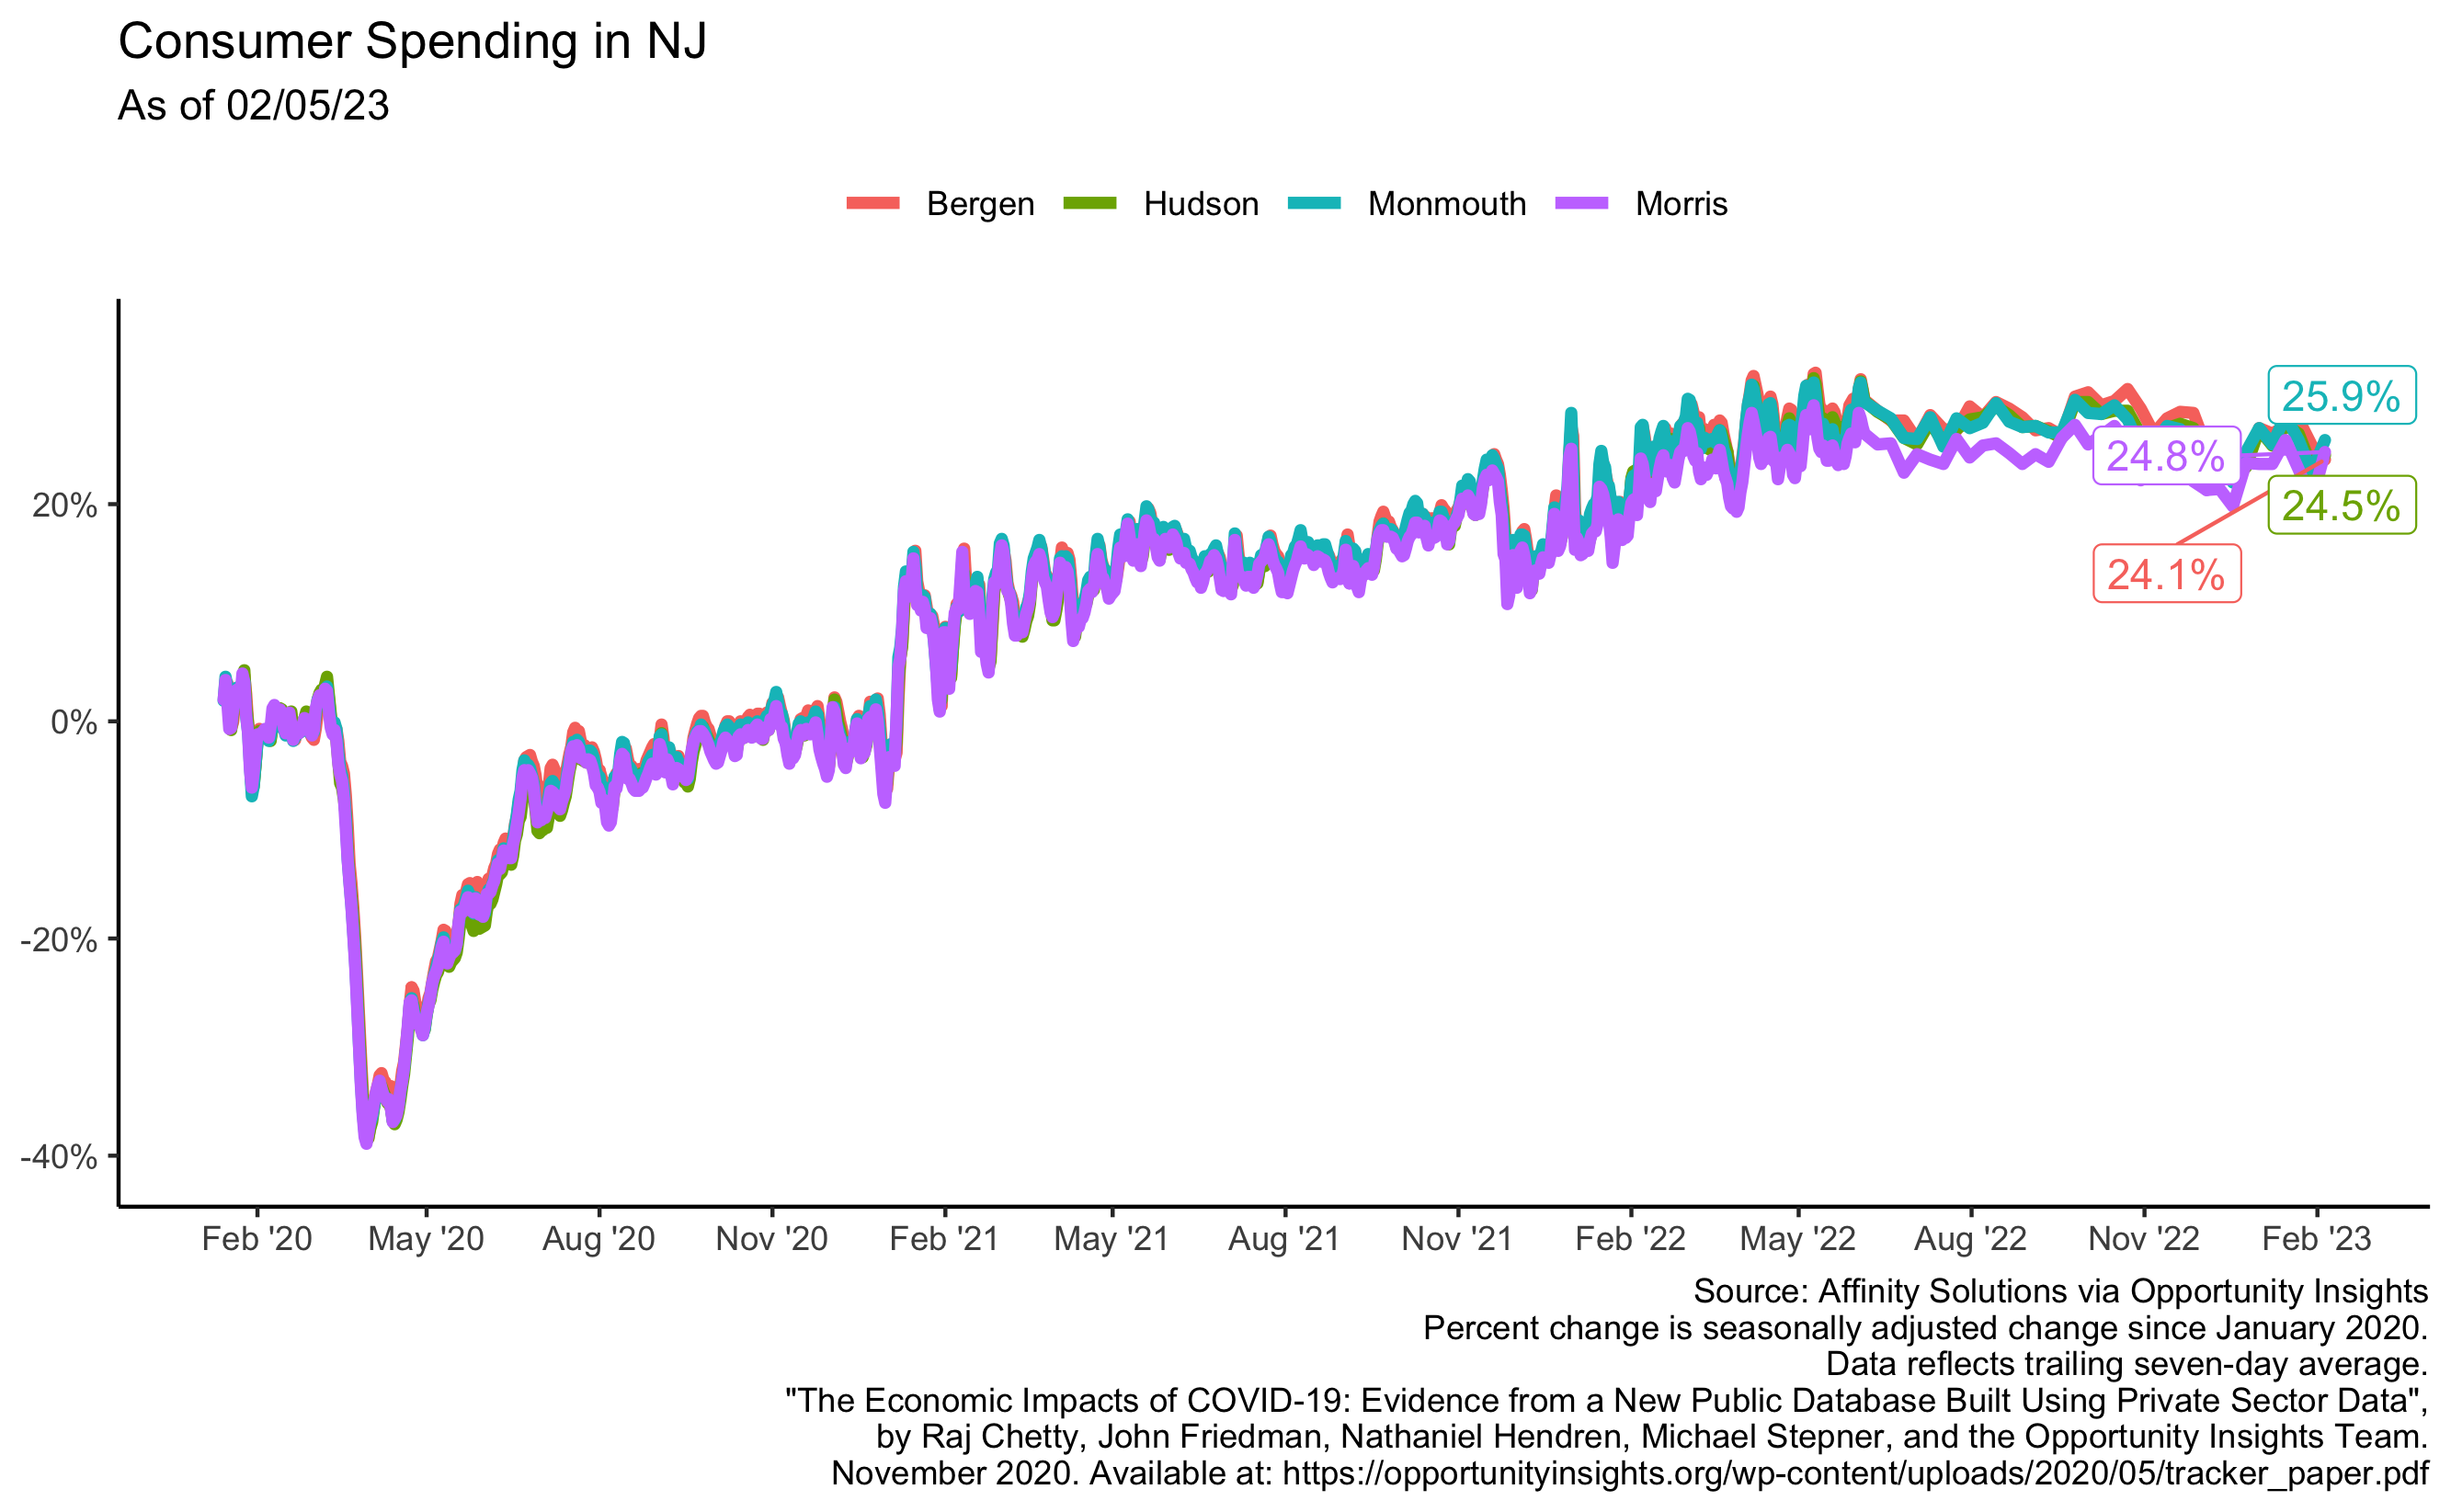 Consumer Spending in NJ
As of 02/05/23
Bergen Hudson Monmouth Morris
25.9%
24.8%
24.5%
24.1%
20%
0%
-20%
-40%
Feb '20 May '20 Aug '20 Nov '20 Feb '21 May '21 Aug '21 Nov '21 Feb '22 May '22 Aug '22 Nov '22 Feb '23
Source: Affinity Solutions via Opportunity Insights
Percent change is seasonally adjusted change since January 2020.
Data reflects trailing seven-day average.
"The Economic Impacts of COVID-19: Evidence from a New Public Database Built Using Private Sector Data",
by Raj Chetty, John Friedman, Nathaniel Hendren, Michael Stepner, and the Opportunity Insights Team.
November 2020. Available at: https://opportunityinsights.org/wp-content/uploads/2020/05/tracker_paper.pdf